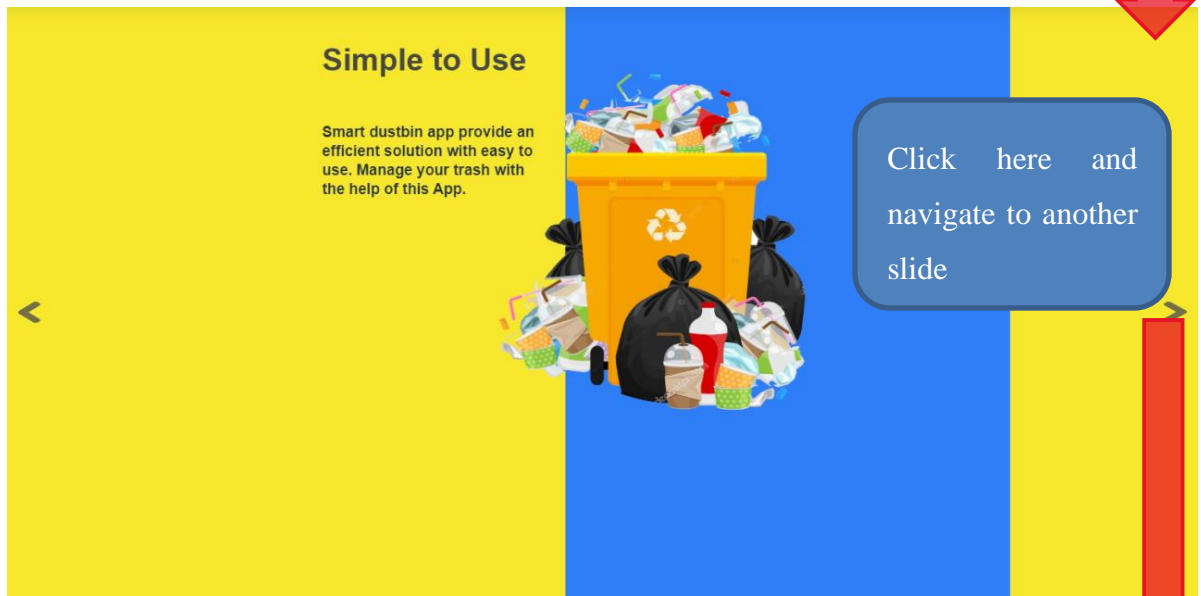 Simple to Use
Smart dustbin app provide an
efficient solution with easy to
use. Manage your trash with
the help of this App.
Click here and
navigate to another
slide